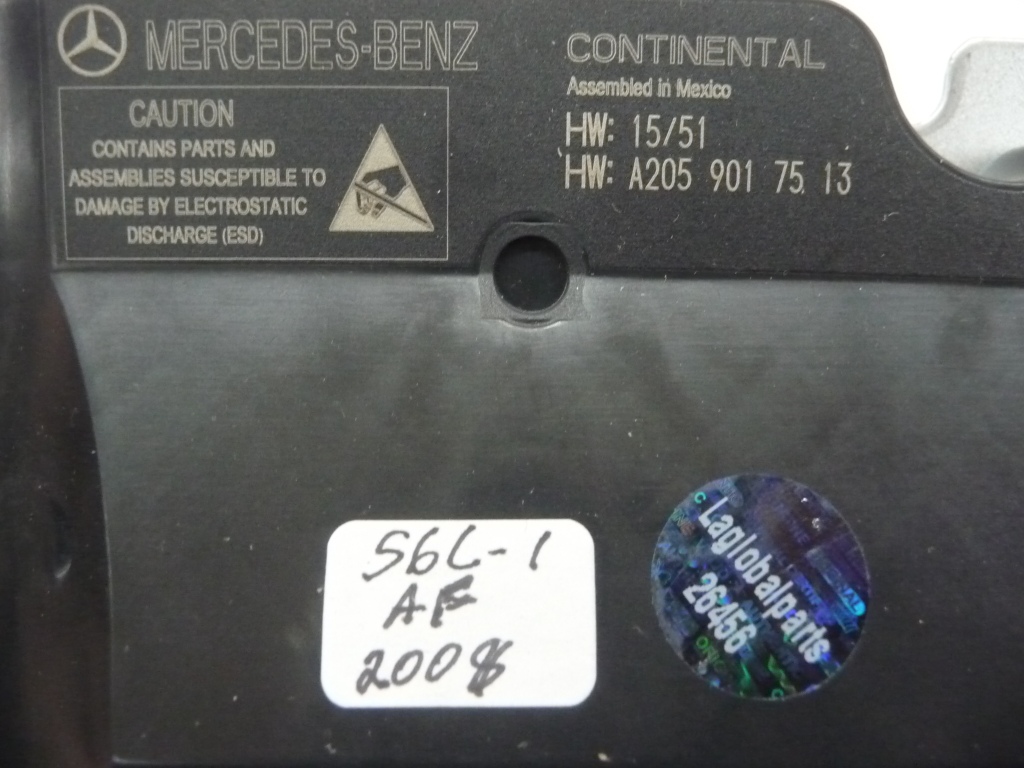 MERCEDES-BENZ
CAUTION
CONTAINS PARTS AND
ASSEMBLIES SUSCEPTIBLE TO
DAMAGE BY ELECTROSTATIC
DISCHARGE (ESD)
CONTINENTAL
Assembled in Mexico
HW: 15/51
HW: A205 901 75 13
S6L-1
AF
2008
Laglobalparts
26456